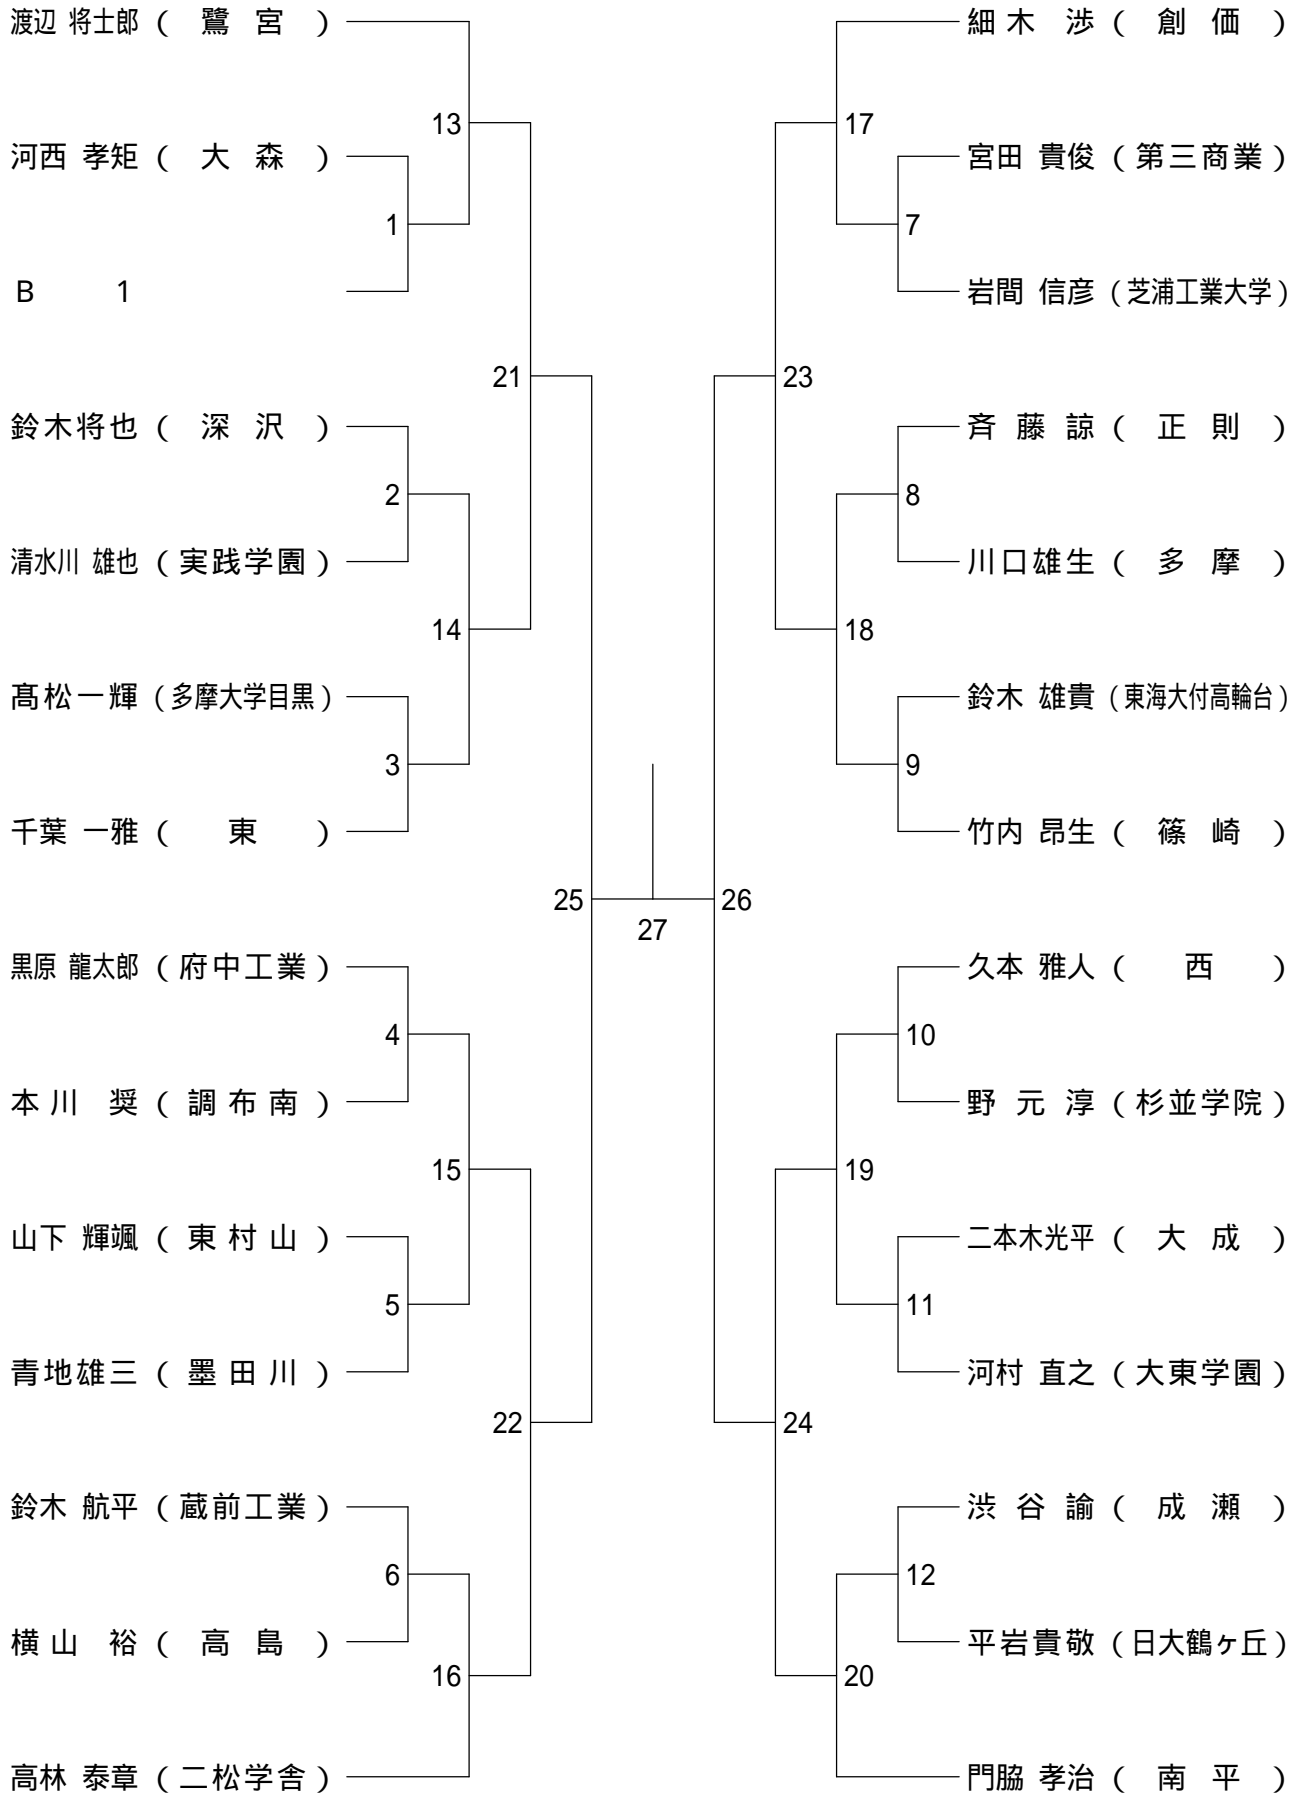 渡辺 将士郎 ( 鷺 宮 )
13
河西 孝矩 ( 大 森 )
1
B 1
21
鈴木将也 ( 深 沢 )
2
清水川 雄也 ( 実践学園 )
14
髙松一輝 ( 多摩大学目黒 )
3
千葉 一雅 ( 東 )
25
黒原 龍太郎 ( 府中工業 )
4
本川 奨 ( 調布南 )
15
山下 輝颯 ( 東村山 )
5
青地雄三 ( 墨田川 )
22
鈴木 航平 ( 蔵前工業 )
6
横山 裕 ( 高 島 )
16
高林 泰章 ( 二松学舎 )
27
細木 渉 ( 創 価 )
17
宮田 貴俊 ( 第三商業 )
7
岩間 信彦 ( 芝浦工業大学 )
23
斉藤 諒 ( 正 則 )
8
川口雄生 ( 多 摩 )
18
鈴木 雄貴 ( 東海大付高輪台 )
9
竹内 昂生 ( 篠 崎 )
26
久本 雅人 ( 西 )
10
野元 淳 ( 杉並学院 )
19
二本木光平 ( 大 成 )
11
河村 直之 ( 大東学園 )
24
渋谷 諭 ( 成 瀬 )
12
平岩貴敬 ( 日大鶴ヶ丘 )
20
門脇 孝治 ( 南 平 )